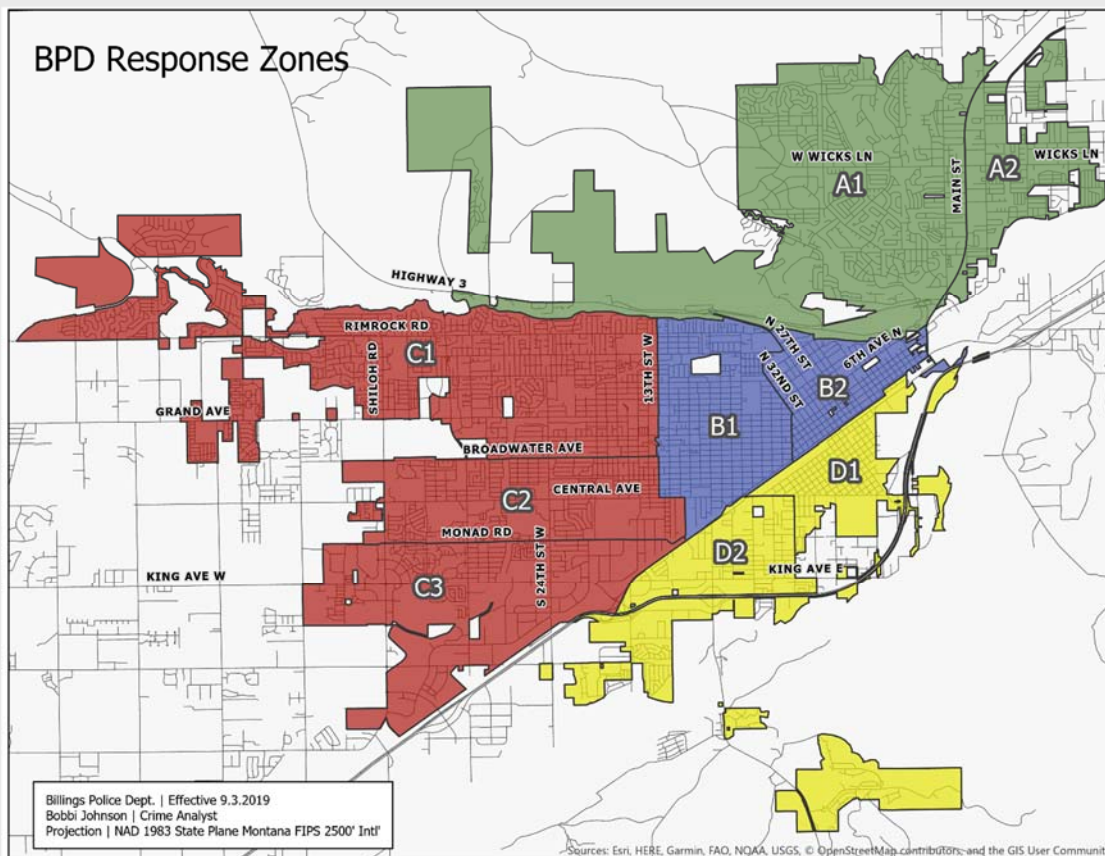 BPD Response Zones
W WICKS LN
WICKS LN
A1
A2
MAIN ST
HIGHWAY 3
RIMROCK RD
C1
SHILOH RD
13TH ST W
N 27TH ST
6TH AVE N
N 32ND ST
B2
GRAND AVE
B1
BROADWATER AVE
D1
CENTRAL AVE
C2
MONAD RD
D2
KING AVE W
S 24TH ST W
KING AVE E
C3
Billings Police Dept. | Effective 9.3.2019
Bobbi Johnson | Crime Analyst
Projection | NAD 1983 State Plane Montana FIPS 2500' Intl'
Sources: Esri, HERE, Garmin, FAO, NOAA, USGS, © OpenStreetMap contributors, and the GIS User Communit